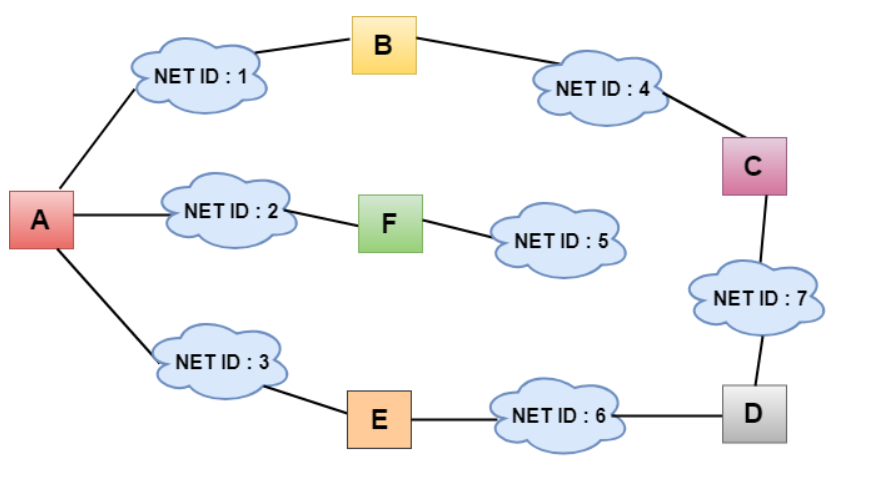 B
NET ID : 1
NET ID : 4
C
A
NET ID : 2
F
NET ID : 5
NET ID : 7
NET ID : 3
E
NET ID : 6
D